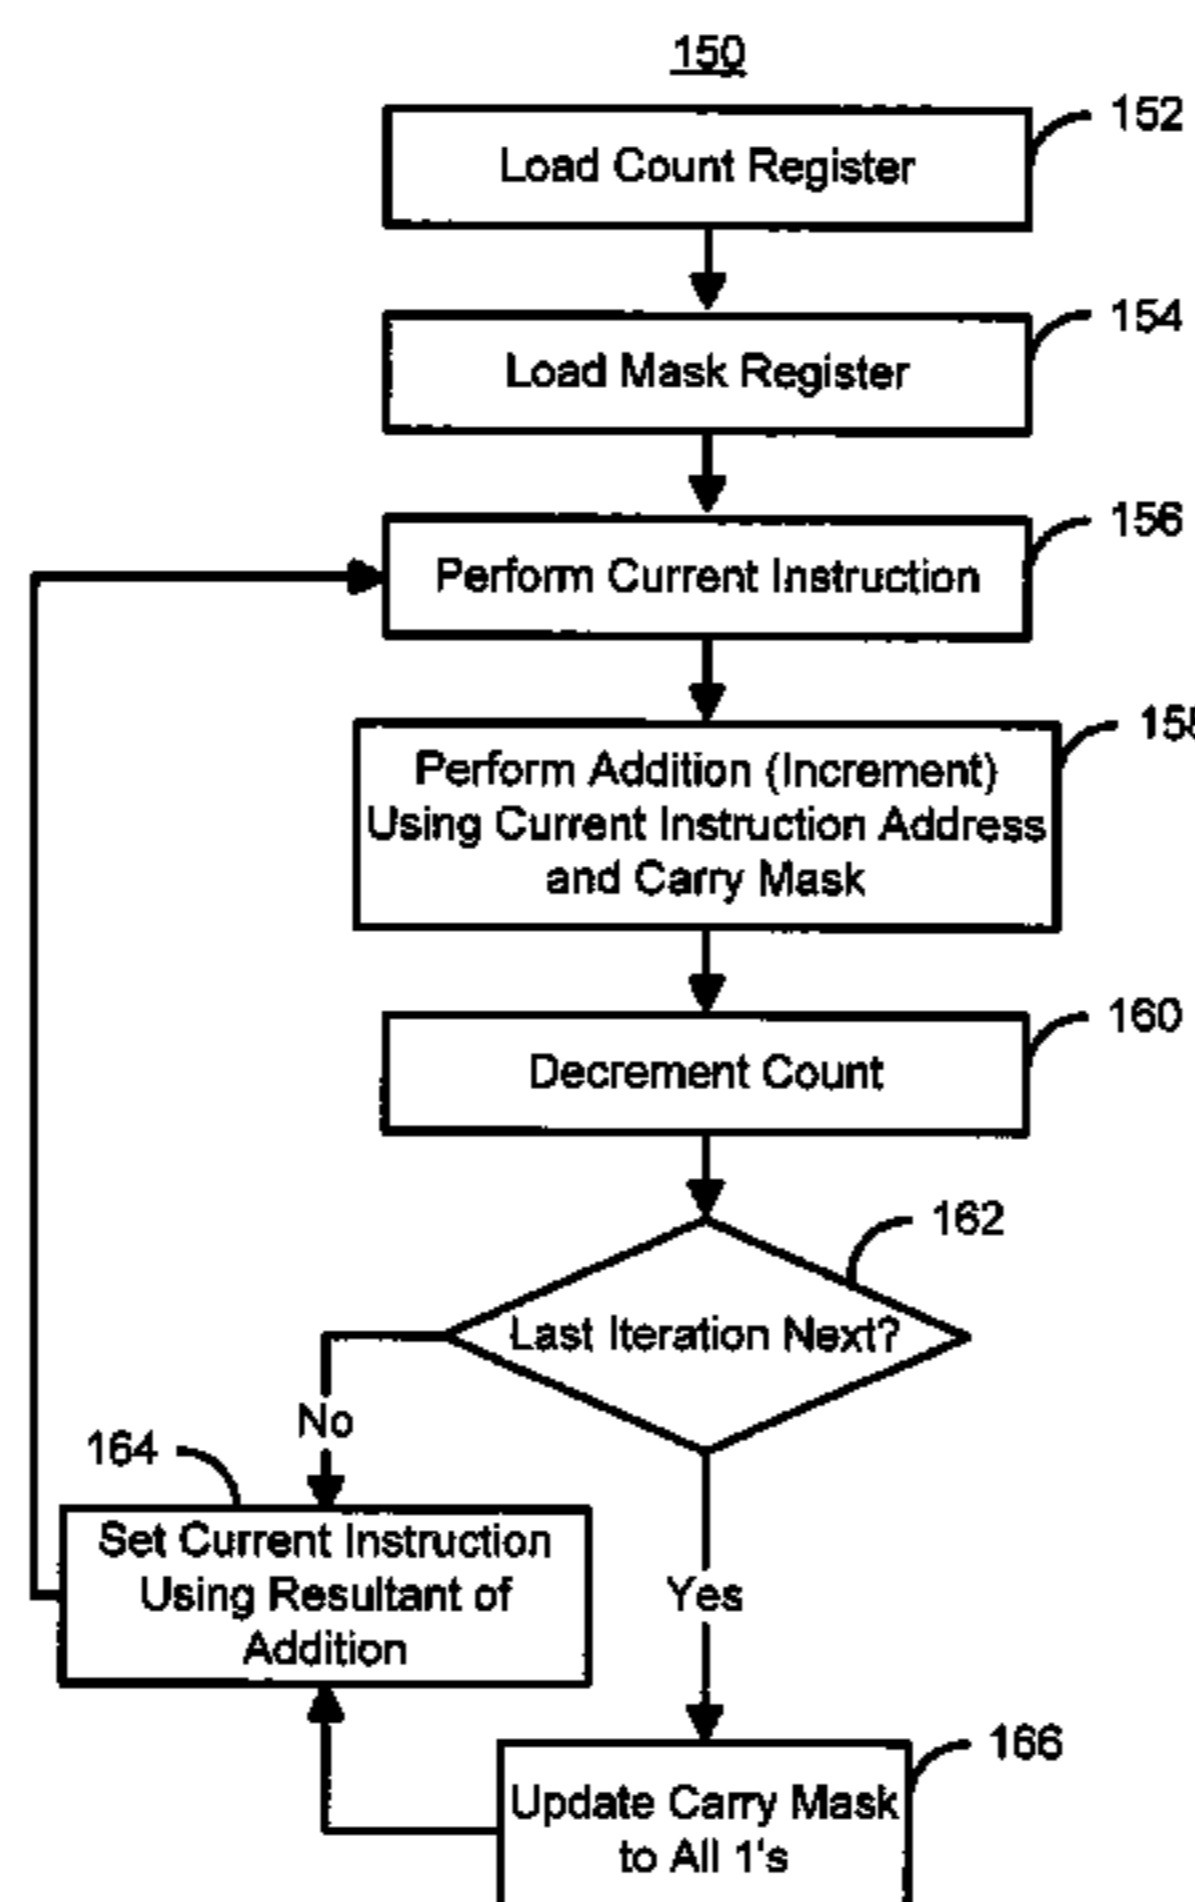 150
Load Count Register
152
Load Mask Register
154
Perform Current Instruction
156
Perform Addition (Increment)
Using Current Instruction Address
and Carry Mask
Decrement Count
160
Last Iteration Next?
162
No
Yes
164
Set Current Instruction
Using Resultant of
Addition
Update Carry Mask
to All 1's
166